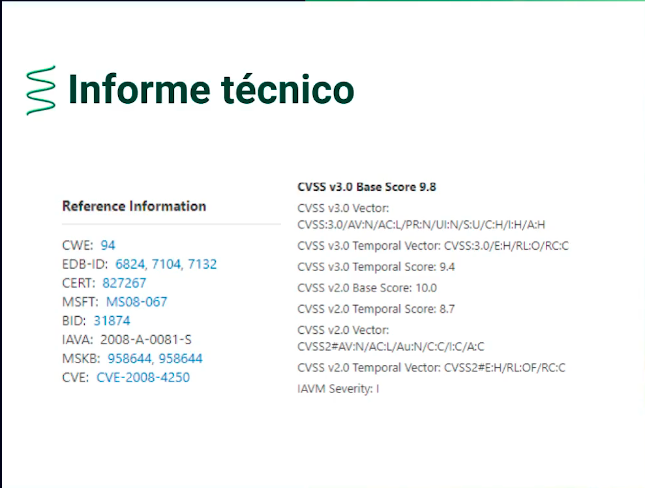 Informe técnico
Reference Information
CWE: 94
EDB-ID: 6824, 7104, 7132
CERT: 827267
MSFT: MS08-067
BID: 31874
IAVA: 2008-A-0081-S
MSKB: 958644, 958644
CVE: CVE-2008-4250
CVSS v3.0 Base Score 9.8
CVSS v3.0 Vector:
CVSS:3.0/AV:N/AC:L/PR:N/UI:N/S:U/C:H/I:H/A:H
CVSS v3.0 Temporal Vector: CVSS:3.0/E:H/RL:O/RC:C
CVSS v3.0 Temporal Score: 9.4
CVSS v2.0 Base Score: 10.0
CVSS v2.0 Temporal Score: 8.7
CVSS v2.0 Vector:
CVSS2#AV:N/AC:L/Au:N/C:C/I:C/A:C
CVSS v2.0 Temporal Vector: CVSS2#E:H/RL:OF/RC:C
IAVM Severity: I